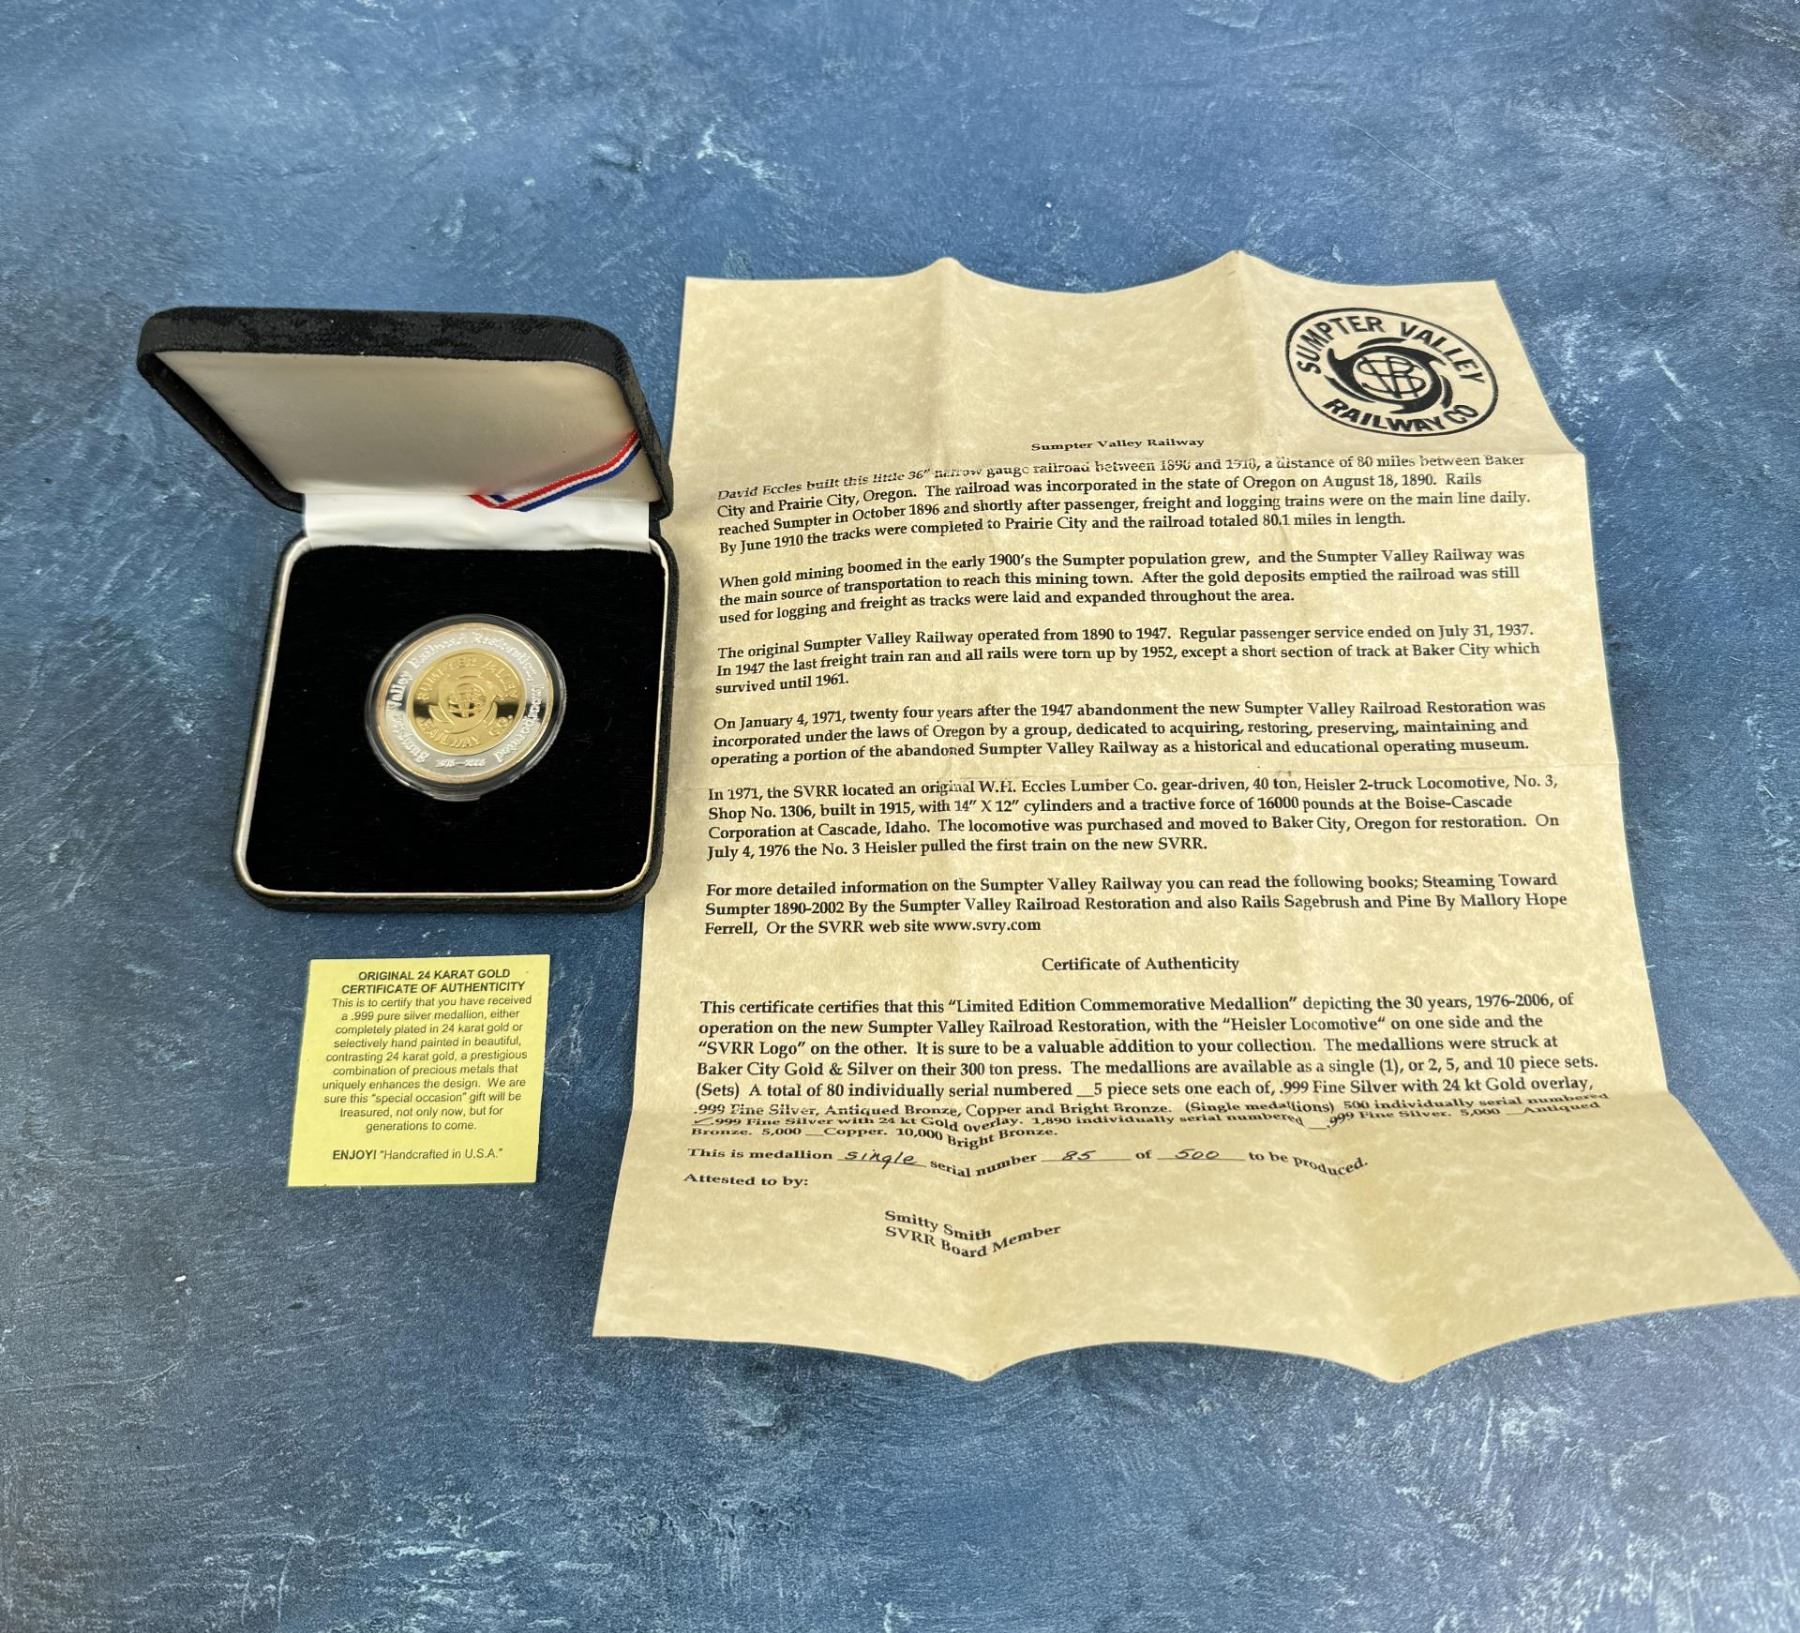 Sumpter Valley Railroad Restoration, Inc.
SUMPTER VALLEY
RAILWAY CO.
1976-2006
ORIGINAL 24 KARAT GOLD
CERTIFICATE OF AUTHENTICITY
This is to certify that you have received
a .999 pure silver medallion, either
completely plated in 24 karat gold or
selectively hand painted in beautiful,
contrasting 24 karat gold, a prestigious
combination of precious metals that
uniquely enhances the design. We are
sure this "special occasion" gift will be
treasured, not only now, but for
generations to come.
ENJOY! "Handcrafted in U.S.A."
SUMPTER VALLEY
SVR
RAILWAY CO
Sumpter Valley Railway
David Eccles built this little 36" narrow gauge railroad between 1890 and 1910, a distance of 80 miles between Baker
City and Prairie City, Oregon. The railroad was incorporated in the state of Oregon on August 18, 1890. Rails
reached Sumpter in October 1896 and shortly after passenger, freight and logging trains were on the main line daily.
By June 1910 the tracks were completed to Prairie City and the railroad totaled 80.1 miles in length.
When gold mining boomed in the early 1900's the Sumpter population grew, and the Sumpter Valley Railway was
the main source of transportation to reach this mining town. After the gold deposits emptied the railroad was still
used for logging and freight as tracks were laid and expanded throughout the area.
The original Sumpter Valley Railway operated from 1890 to 1947. Regular passenger service ended on July 31, 1937.
In 1947 the last freight train ran and all rails were torn up by 1952, except a short section of track at Baker City which
survived until 1961.
On January 4, 1971, twenty four years after the 1947 abandonment the new Sumpter Valley Railroad Restoration was
incorporated under the laws of Oregon by a group, dedicated to acquiring, restoring, preserving, maintaining and
operating a portion of the abandoned Sumpter Valley Railway as a historical and educational operating museum.
In 1971, the SVRR located an original W.H. Eccles Lumber Co. gear-driven, 40 ton, Heisler 2-truck Locomotive, No. 3,
Shop No. 1306, built in 1915, with 14" X 12" cylinders and a tractive force of 16000 pounds at the Boise-Cascade
Corporation at Cascade, Idaho. The locomotive was purchased and moved to Baker City, Oregon for restoration. On
July 4, 1976 the No. 3 Heisler pulled the first train on the new SVRR.
For more detailed information on the Sumpter Valley Railway you can read the following books; Steaming Toward
Sumpter 1890-2002 By the Sumpter Valley Railroad Restoration and also Rails Sagebrush and Pine By Mallory Hope
Ferrell, Or the SVRR web site www.svry.com
Certificate of Authenticity
This certificate certifies that this "Limited Edition Commemorative Medallion" depicting the 30 years, 1976-2006, of
operation on the new Sumpter Valley Railroad Restoration, with the "Heisler Locomotive" on one side and the
"SVRR Logo" on the other. It is sure to be a valuable addition to your collection. The medallions were struck at
Baker City Gold & Silver on their 300 ton press. The medallions are available as a single (1), or 2, 5, and 10 piece sets.
(Sets) A total of 80 individually serial numbered __5 piece sets one each of, .999 Fine Silver with 24 kt Gold overlay,
.999 Fine Silver, Antiqued Bronze, Copper and Bright Bronze. (Single medallions) 500 individually serial numbered
✓.999 Fine Silver with 24 kt Gold overlay. 1,890 individually serial numbered __.999 Fine Silver. 5,000 __Antiqued
Bronze. 5,000 __Copper. 10,000 Bright Bronze.
This is medallion single serial number 85 of 500 to be produced.
Attested to by:
Smitty Smith
SVRR Board Member